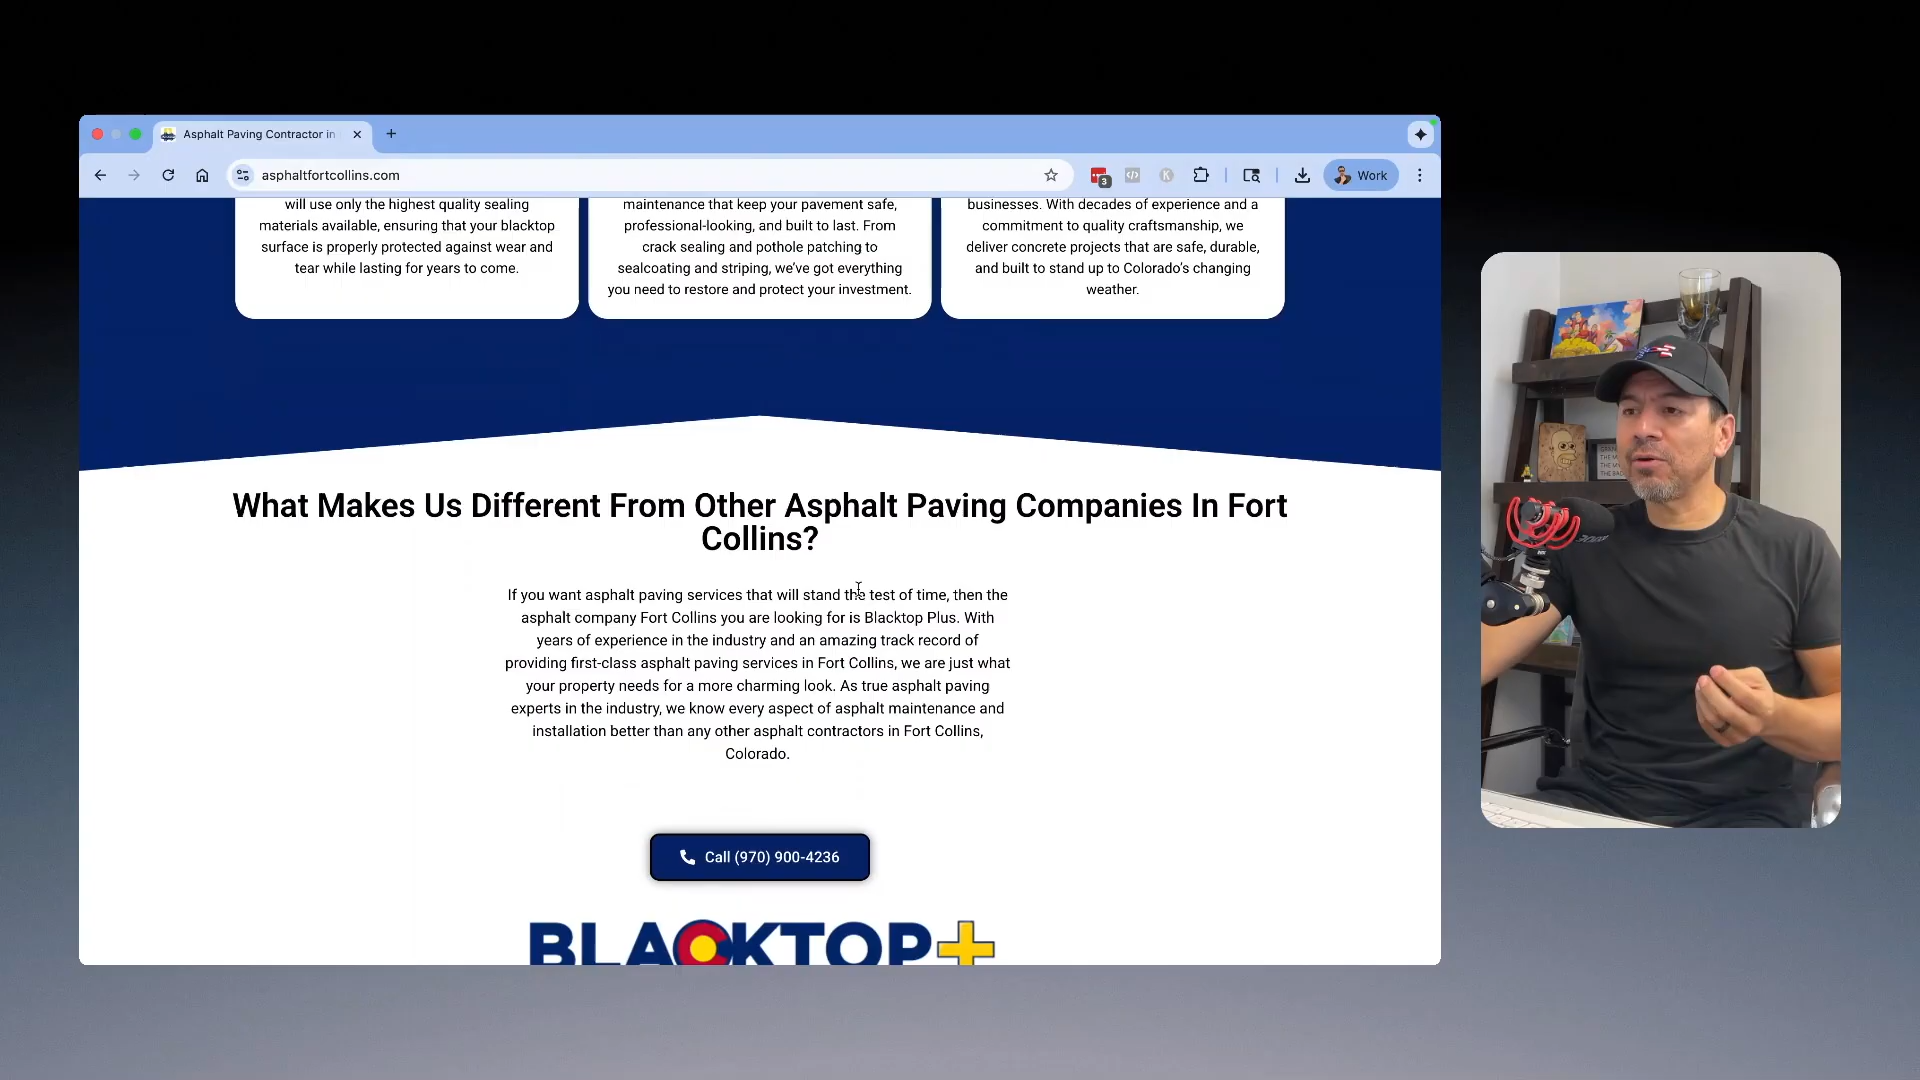 Asphalt Paving Contractor in
asphaltfortcollins.com
3
K
Work
will use only the highest quality sealing
materials available, ensuring that your blacktop
surface is properly protected against wear and
tear while lasting for years to come.
maintenance that keep your pavement safe,
professional-looking, and built to last. From
crack sealing and pothole patching to
sealcoating and striping, we’ve got everything
you need to restore and protect your investment.
businesses. With decades of experience and a
commitment to quality craftsmanship, we
deliver concrete projects that are safe, durable,
and built to stand up to Colorado’s changing
weather.
What Makes Us Different From Other Asphalt Paving Companies In Fort
Collins?
If you want asphalt paving services that will stand the test of time, then the
asphalt company Fort Collins you are looking for is Blacktop Plus. With
years of experience in the industry and an amazing track record of
providing first-class asphalt paving services in Fort Collins, we are just what
your property needs for a more charming look. As true asphalt paving
experts in the industry, we know every aspect of asphalt maintenance and
installation better than any other asphalt contractors in Fort Collins,
Colorado.
Call (970) 900-4236
BLACKTOP+